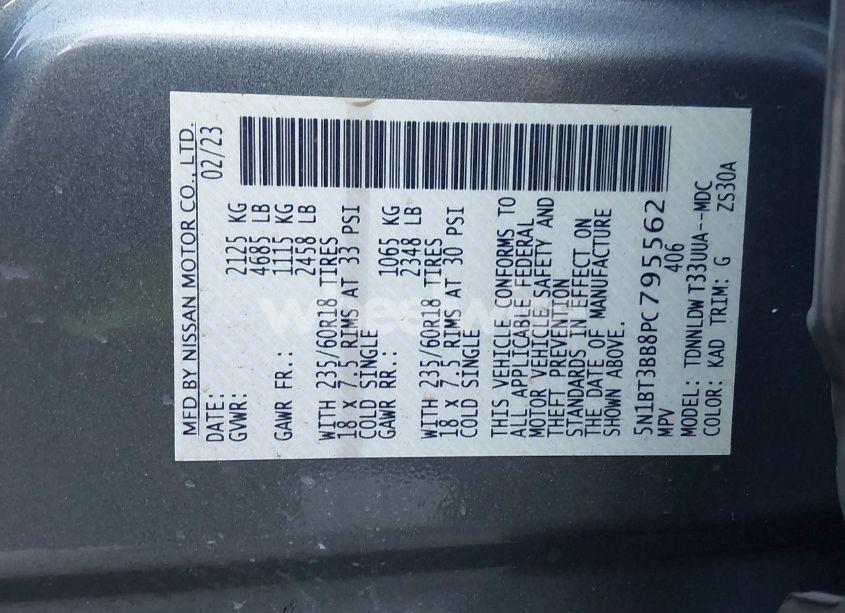 MFD BY NISSAN MOTOR CO., LTD.
DATE: 02/23
GVWR: 2125 KG
4685 LB
GAWR FR.: 1115 KG
2458 LB
WITH 235/60R18 TIRES
18 X 7.5 RIMS AT 33 PSI
COLD SINGLE
GAWR RR.: 1065 KG
2348 LB
WITH 235/60R18 TIRES
18 X 7.5 RIMS AT 30 PSI
COLD SINGLE
THIS VEHICLE CONFORMS TO
ALL APPLICABLE FEDERAL
MOTOR VEHICLE SAFETY AND
THEFT PREVENTION
STANDARDS IN EFFECT ON
THE DATE OF MANUFACTURE
SHOWN ABOVE.
5N1BT3BB8PC795562
MPV 406
MODEL: TDNNLDW T33UUA--MDC
COLOR: KAD TRIM: G ZS30A